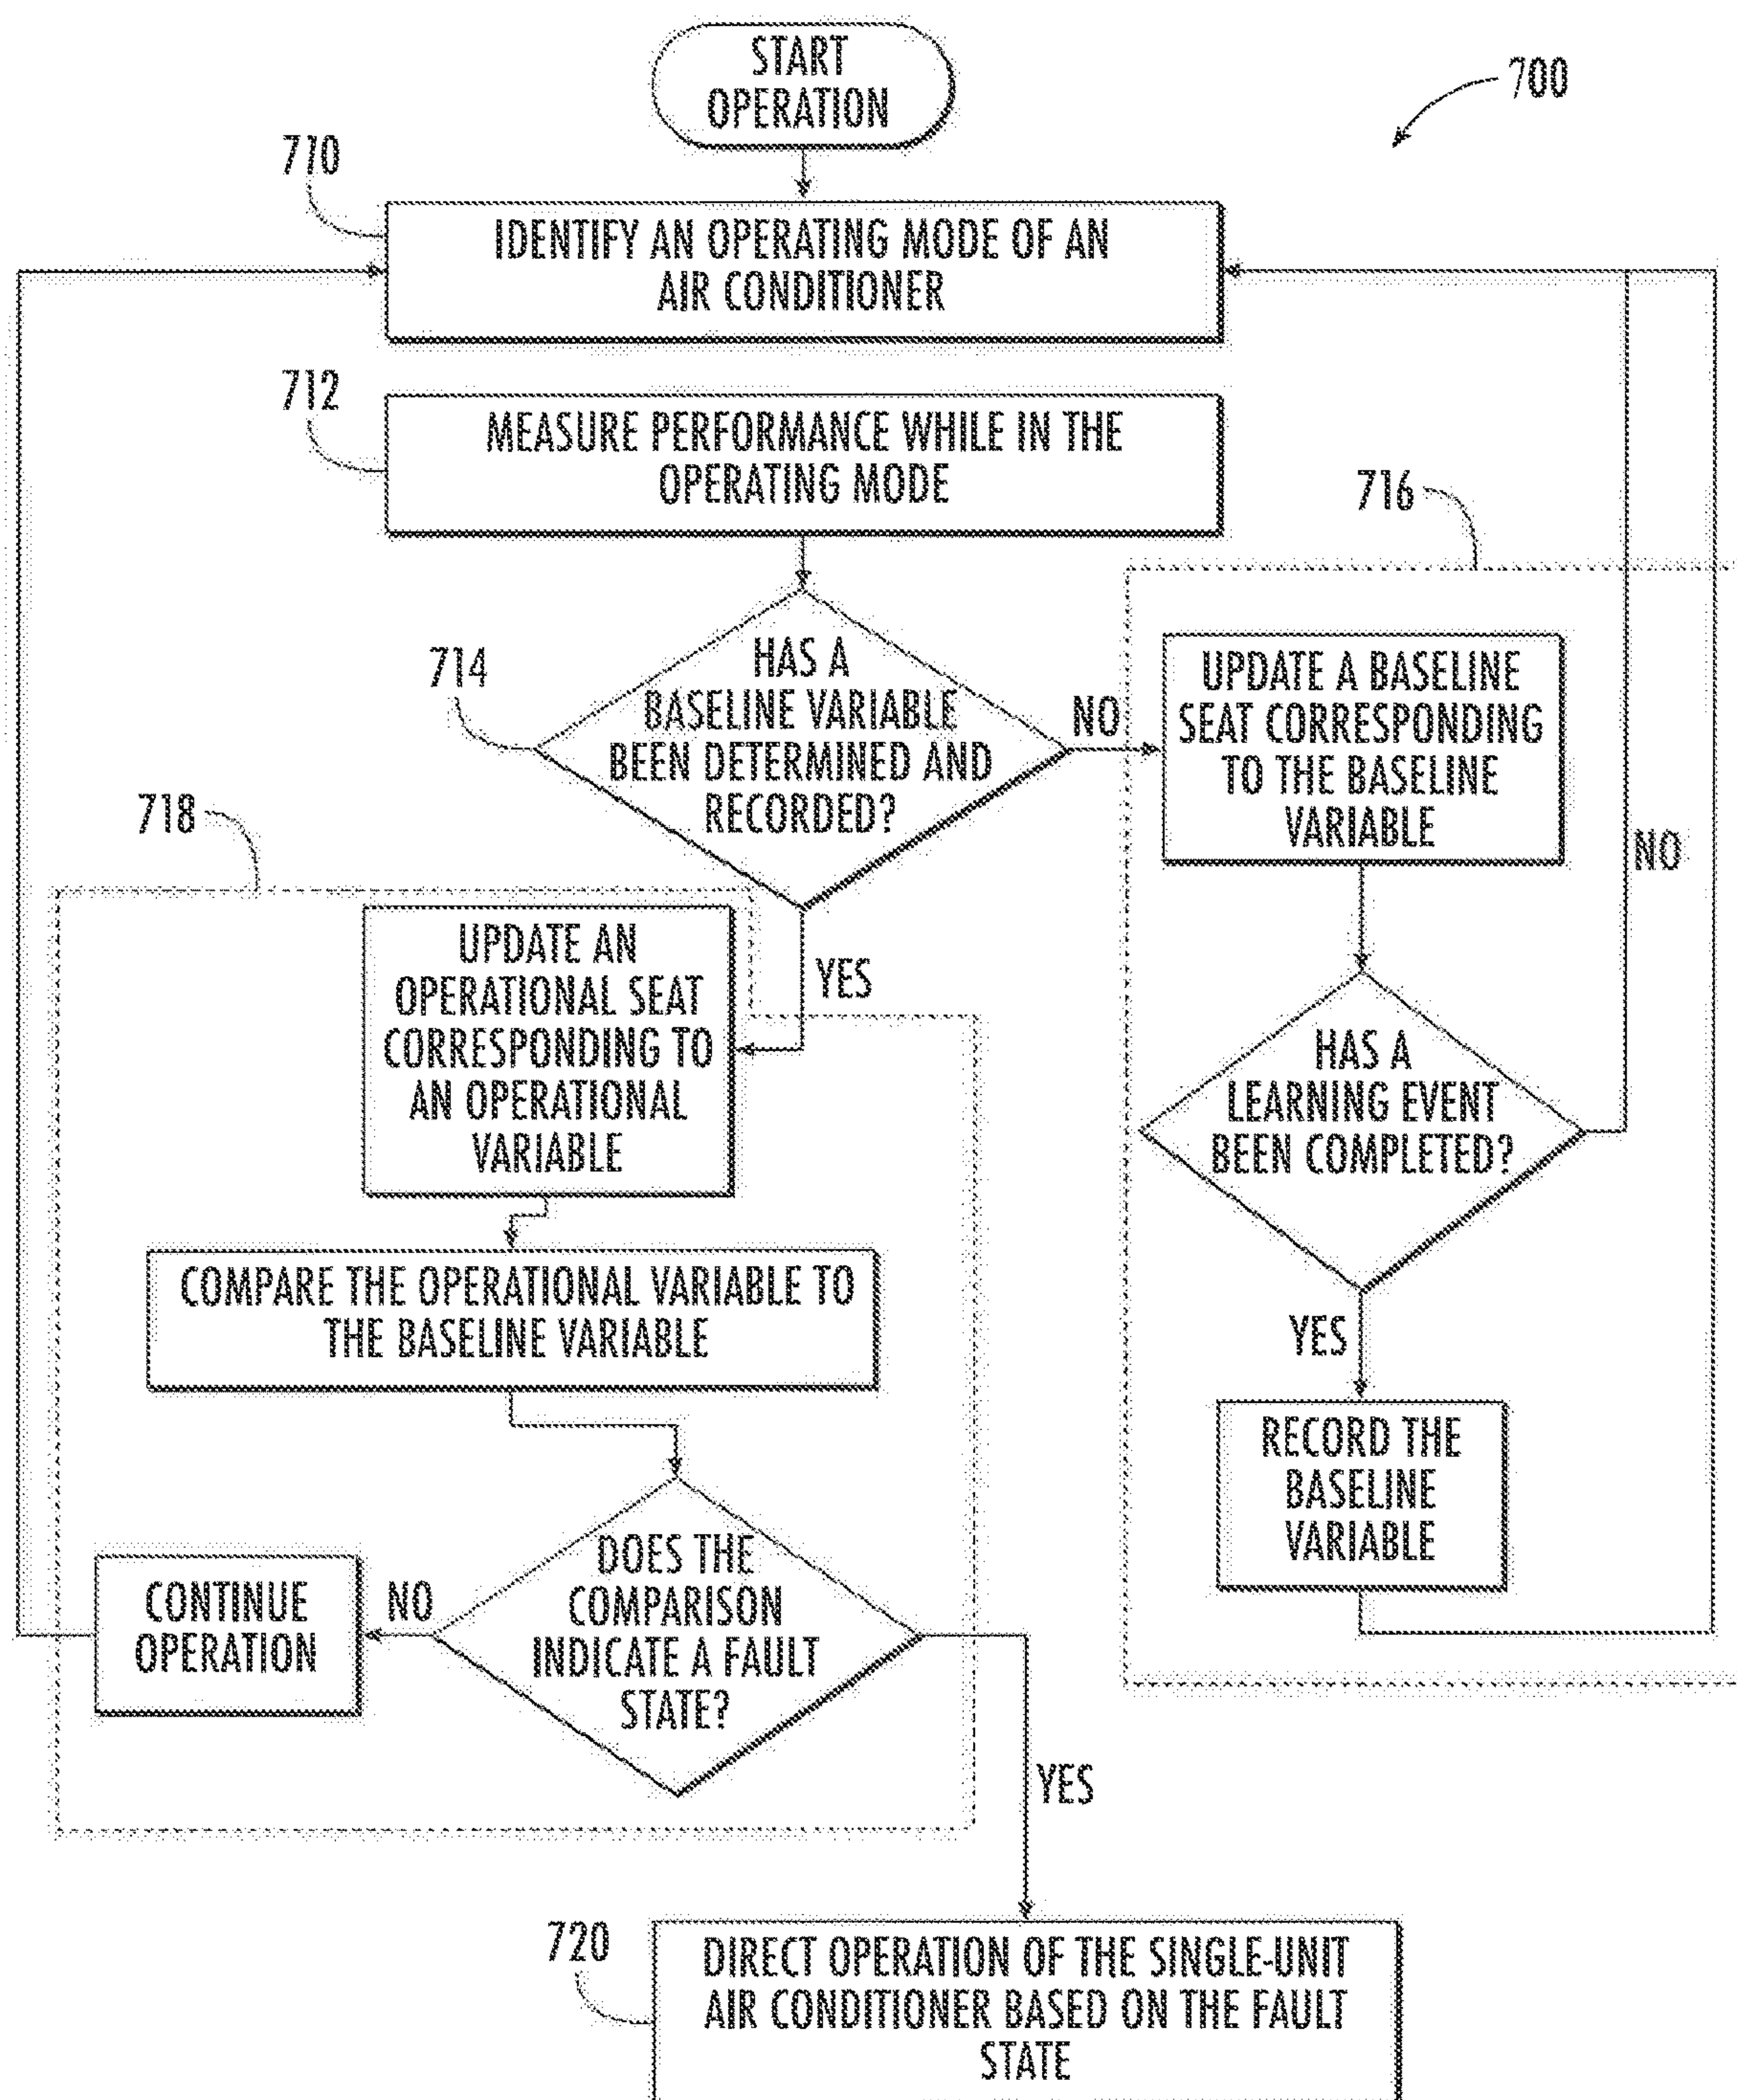 START
OPERATION
700
710
IDENTIFY AN OPERATING MODE OF AN
AIR CONDITIONER
712
MEASURE PERFORMANCE WHILE IN THE
OPERATING MODE
716
714
HAS A
BASELINE VARIABLE
BEEN DETERMINED AND
RECORDED?
NO
UPDATE A BASELINE
SEAT CORRESPONDING
TO THE BASELINE
VARIABLE
NO
718
YES
UPDATE AN
OPERATIONAL SEAT
CORRESPONDING TO
AN OPERATIONAL
VARIABLE
HAS A
LEARNING EVENT
BEEN COMPLETED?
YES
COMPARE THE OPERATIONAL VARIABLE TO
THE BASELINE VARIABLE
RECORD THE
BASELINE
VARIABLE
DOES THE
COMPARISON
INDICATE A FAULT
STATE?
NO
CONTINUE
OPERATION
YES
720
DIRECT OPERATION OF THE SINGLE-UNIT
AIR CONDITIONER BASED ON THE FAULT
STATE